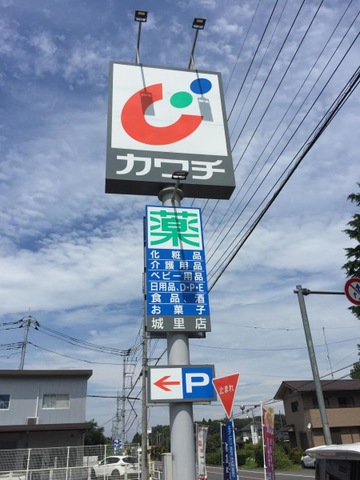 カワチ
薬
化粧品
介護用品
ベビー用品
日用品、D・P・E
食品、酒
お菓子
城里店
P
止まれ